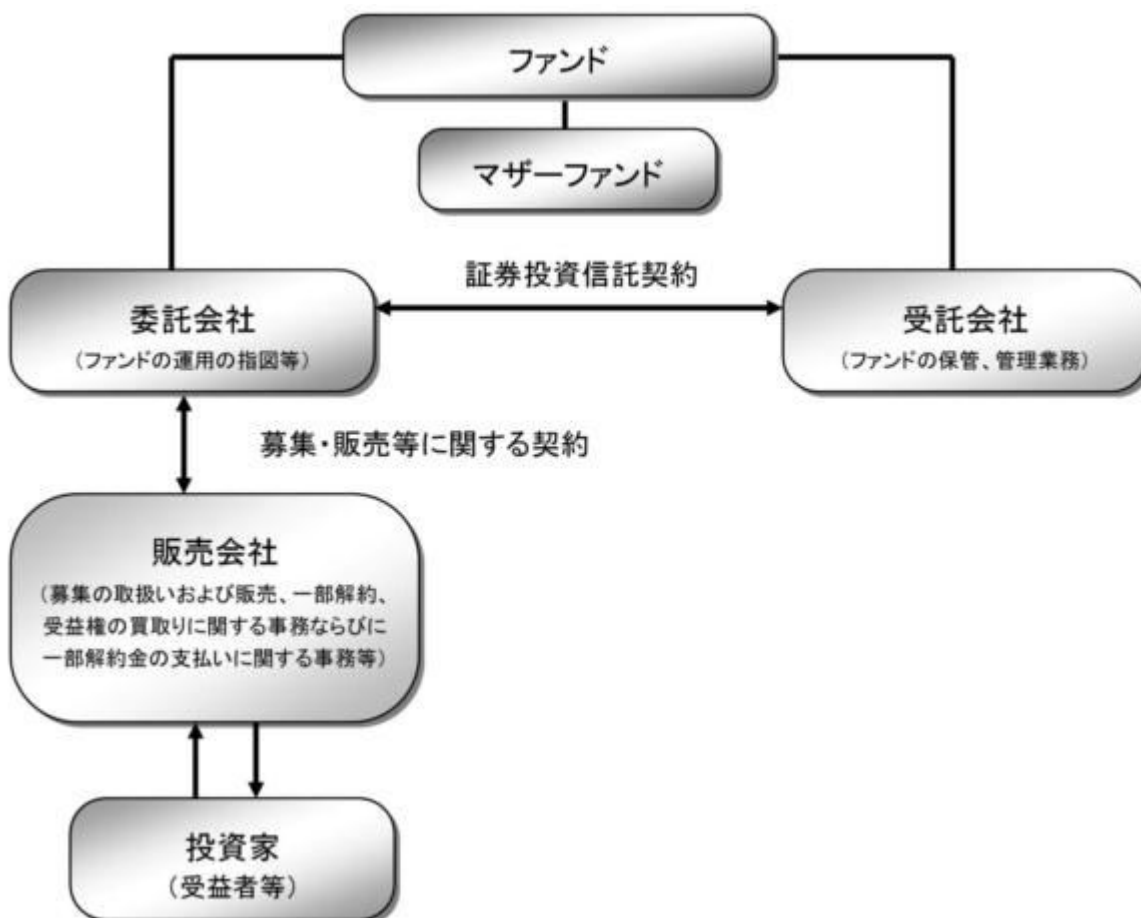 ファンド
マザーファンド
証券投資信託契約
委託会社
（ファンドの運用の指図等）
受託会社
（ファンドの保管、管理業務）
募集・販売等に関する契約
販売会社
（募集の取扱いおよび販売、一部解約、
受益権の買取りに関する事務ならびに
一部解約金の支払いに関する事務等）
投資家
（受益者等）